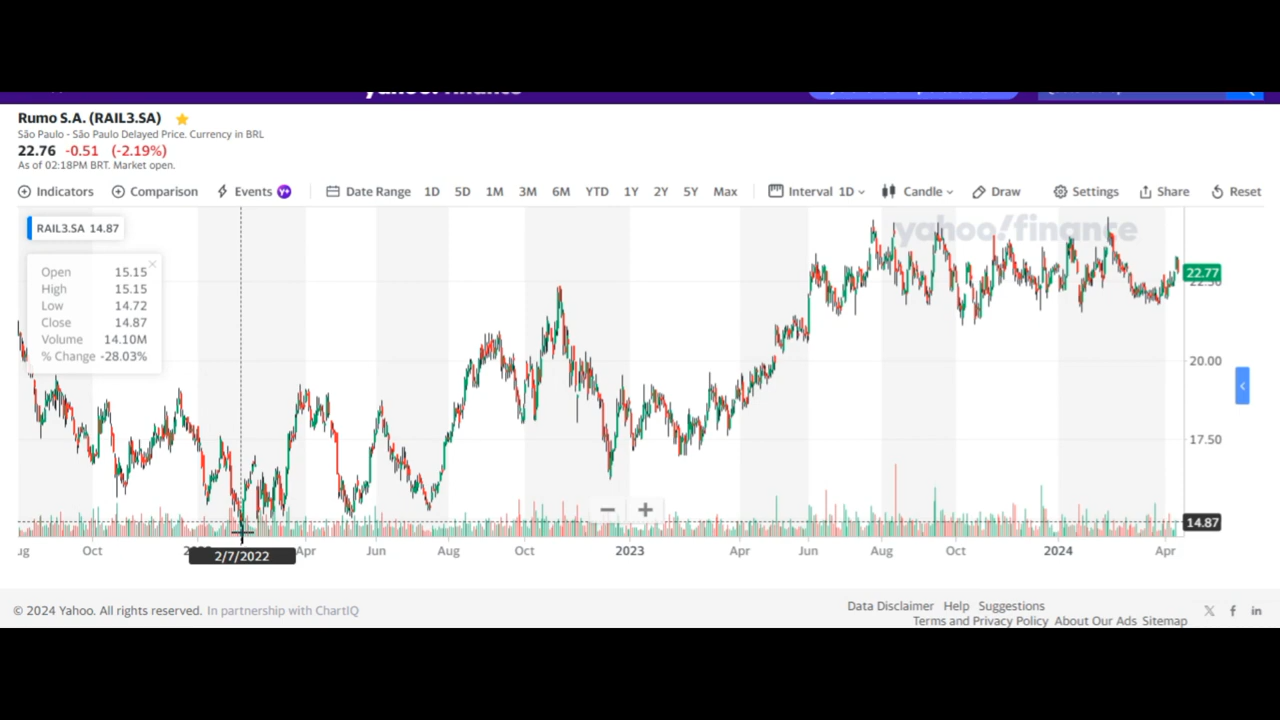 Rumo S.A. (RAIL3.SA)
São Paulo - São Paulo Delayed Price. Currency in BRL
22.76 -0.51 (-2.19%)
As of 02:18PM BRT. Market open.
Indicators Comparison Events Y+ Date Range 1D 5D 1M 3M 6M YTD 1Y 2Y 5Y Max Interval 1D Candle Draw Settings Share Reset
RAIL3.SA 14.87
yahoo!finance
Open 15.15
High 15.15
Low 14.72
Close 14.87
Volume 14.10M
% Change -28.03%
22.77
22.50
20.00
17.50
14.87
ug Oct Apr Jun Aug Oct 2023 Apr Jun Aug Oct 2024 Apr
2/7/2022
© 2024 Yahoo. All rights reserved. In partnership with ChartIQ
Data Disclaimer Help Suggestions
Terms and Privacy Policy About Our Ads Sitemap